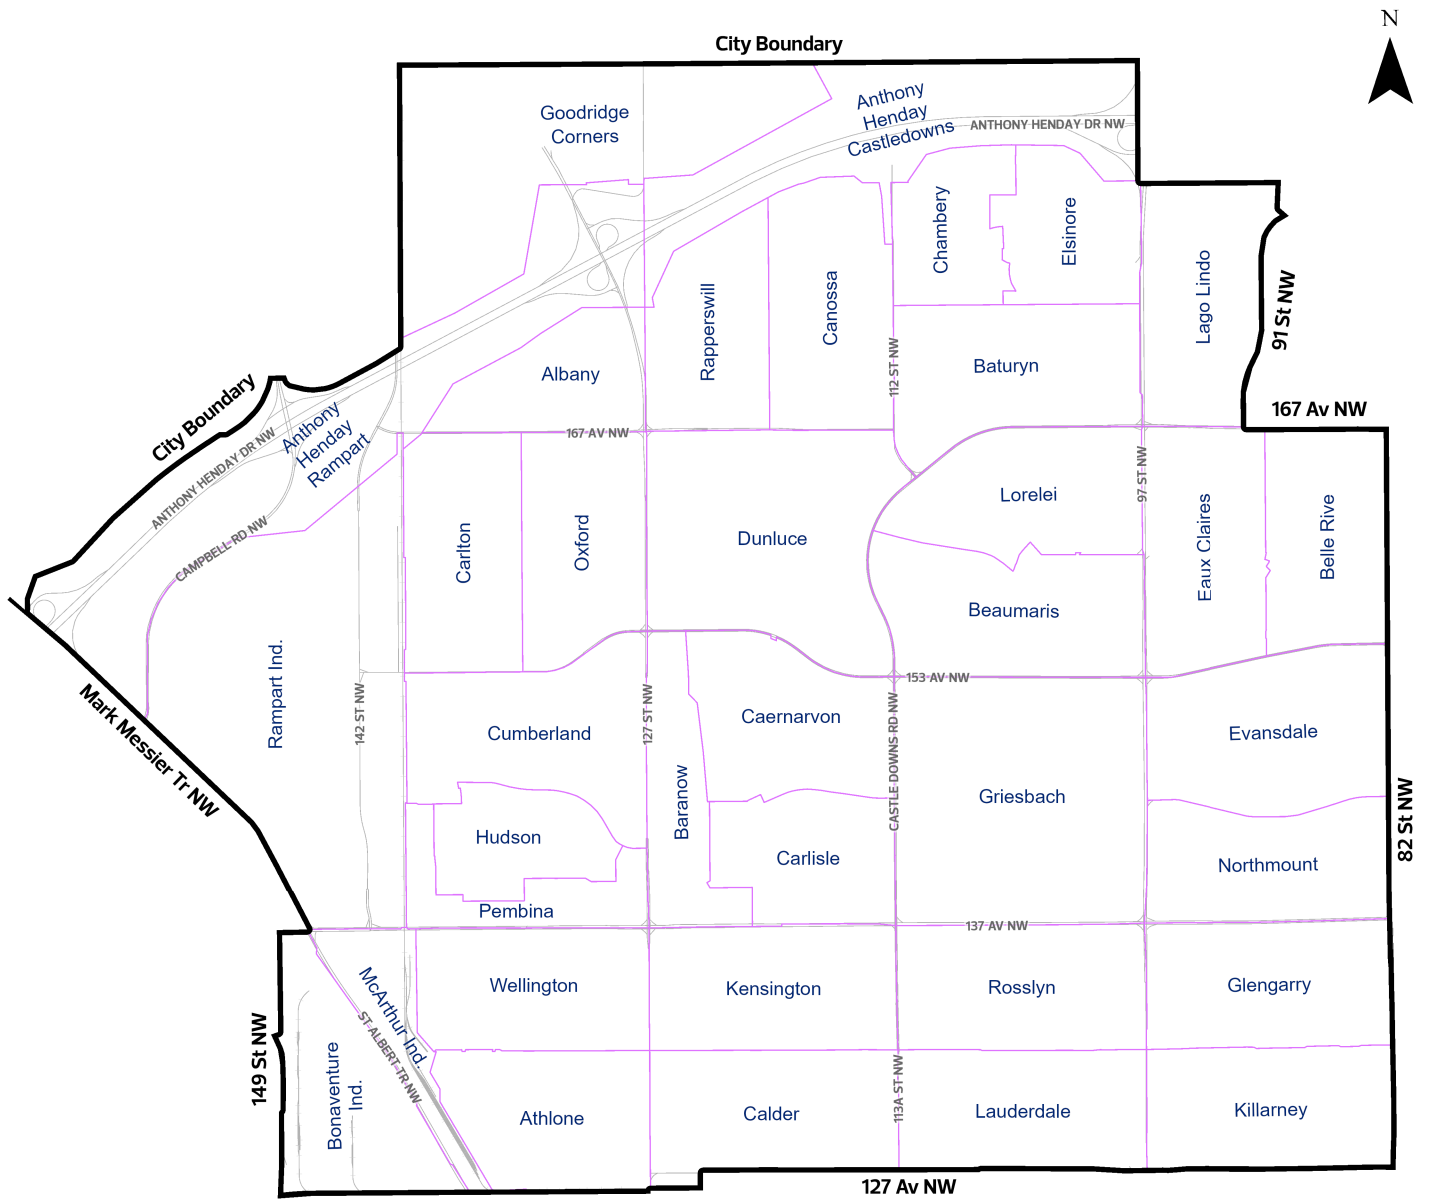 N
City Boundary
Goodridge
Corners
Anthony
Henday
Castledowns
ANTHONY HENDAY DR NW
Chambery
Elsinore
Lago Lindo
91 St NW
Rapperswill
Canossa
112 ST NW
Baturyn
Albany
City Boundary
Anthony
Henday
Rampart
ANTHONY HENDAY DR NW
CAMPBELL RD NW
167 AV NW
167 Av NW
97 ST NW
Lorelei
Carlton
Oxford
Dunluce
Eaux Claires
Belle Rive
Beaumaris
Rampart Ind.
142 ST NW
127 ST NW
153 AV NW
Mark Messier Tr NW
Cumberland
Caernarvon
CASTLE DOWNS RD NW
Evansdale
Baranow
Griesbach
82 St NW
Hudson
Carlisle
Northmount
Pembina
137 AV NW
McArthur Ind.
ST ALBERT TR NW
Wellington
Kensington
Rosslyn
Glengarry
149 St NW
Bonaventure
Ind.
Athlone
Calder
113A ST NW
Lauderdale
Killarney
127 Av NW